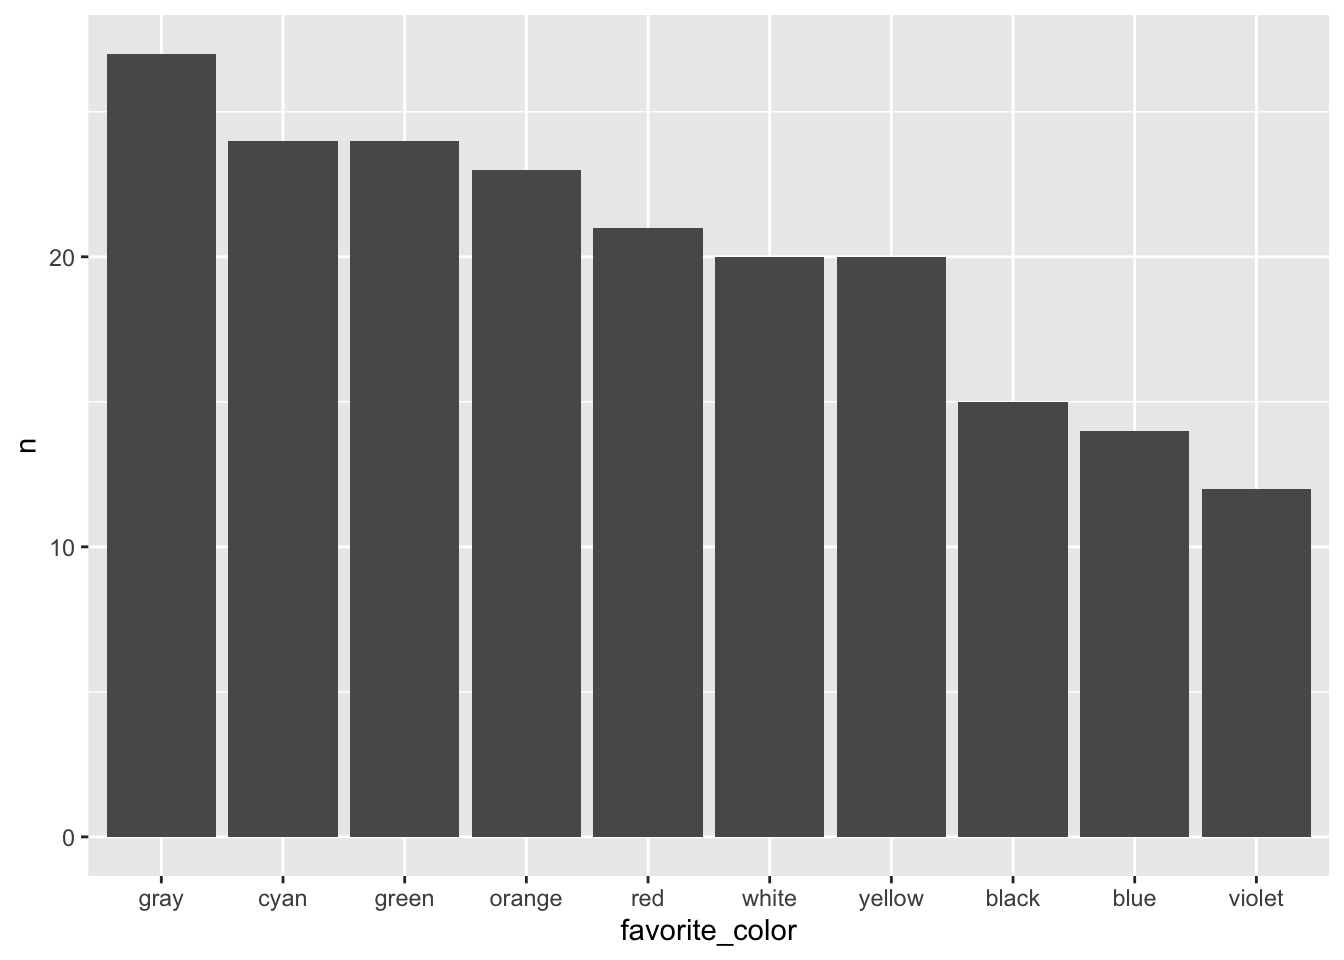 n
20
10
0
gray cyan green orange red white yellow black blue violet
favorite_color